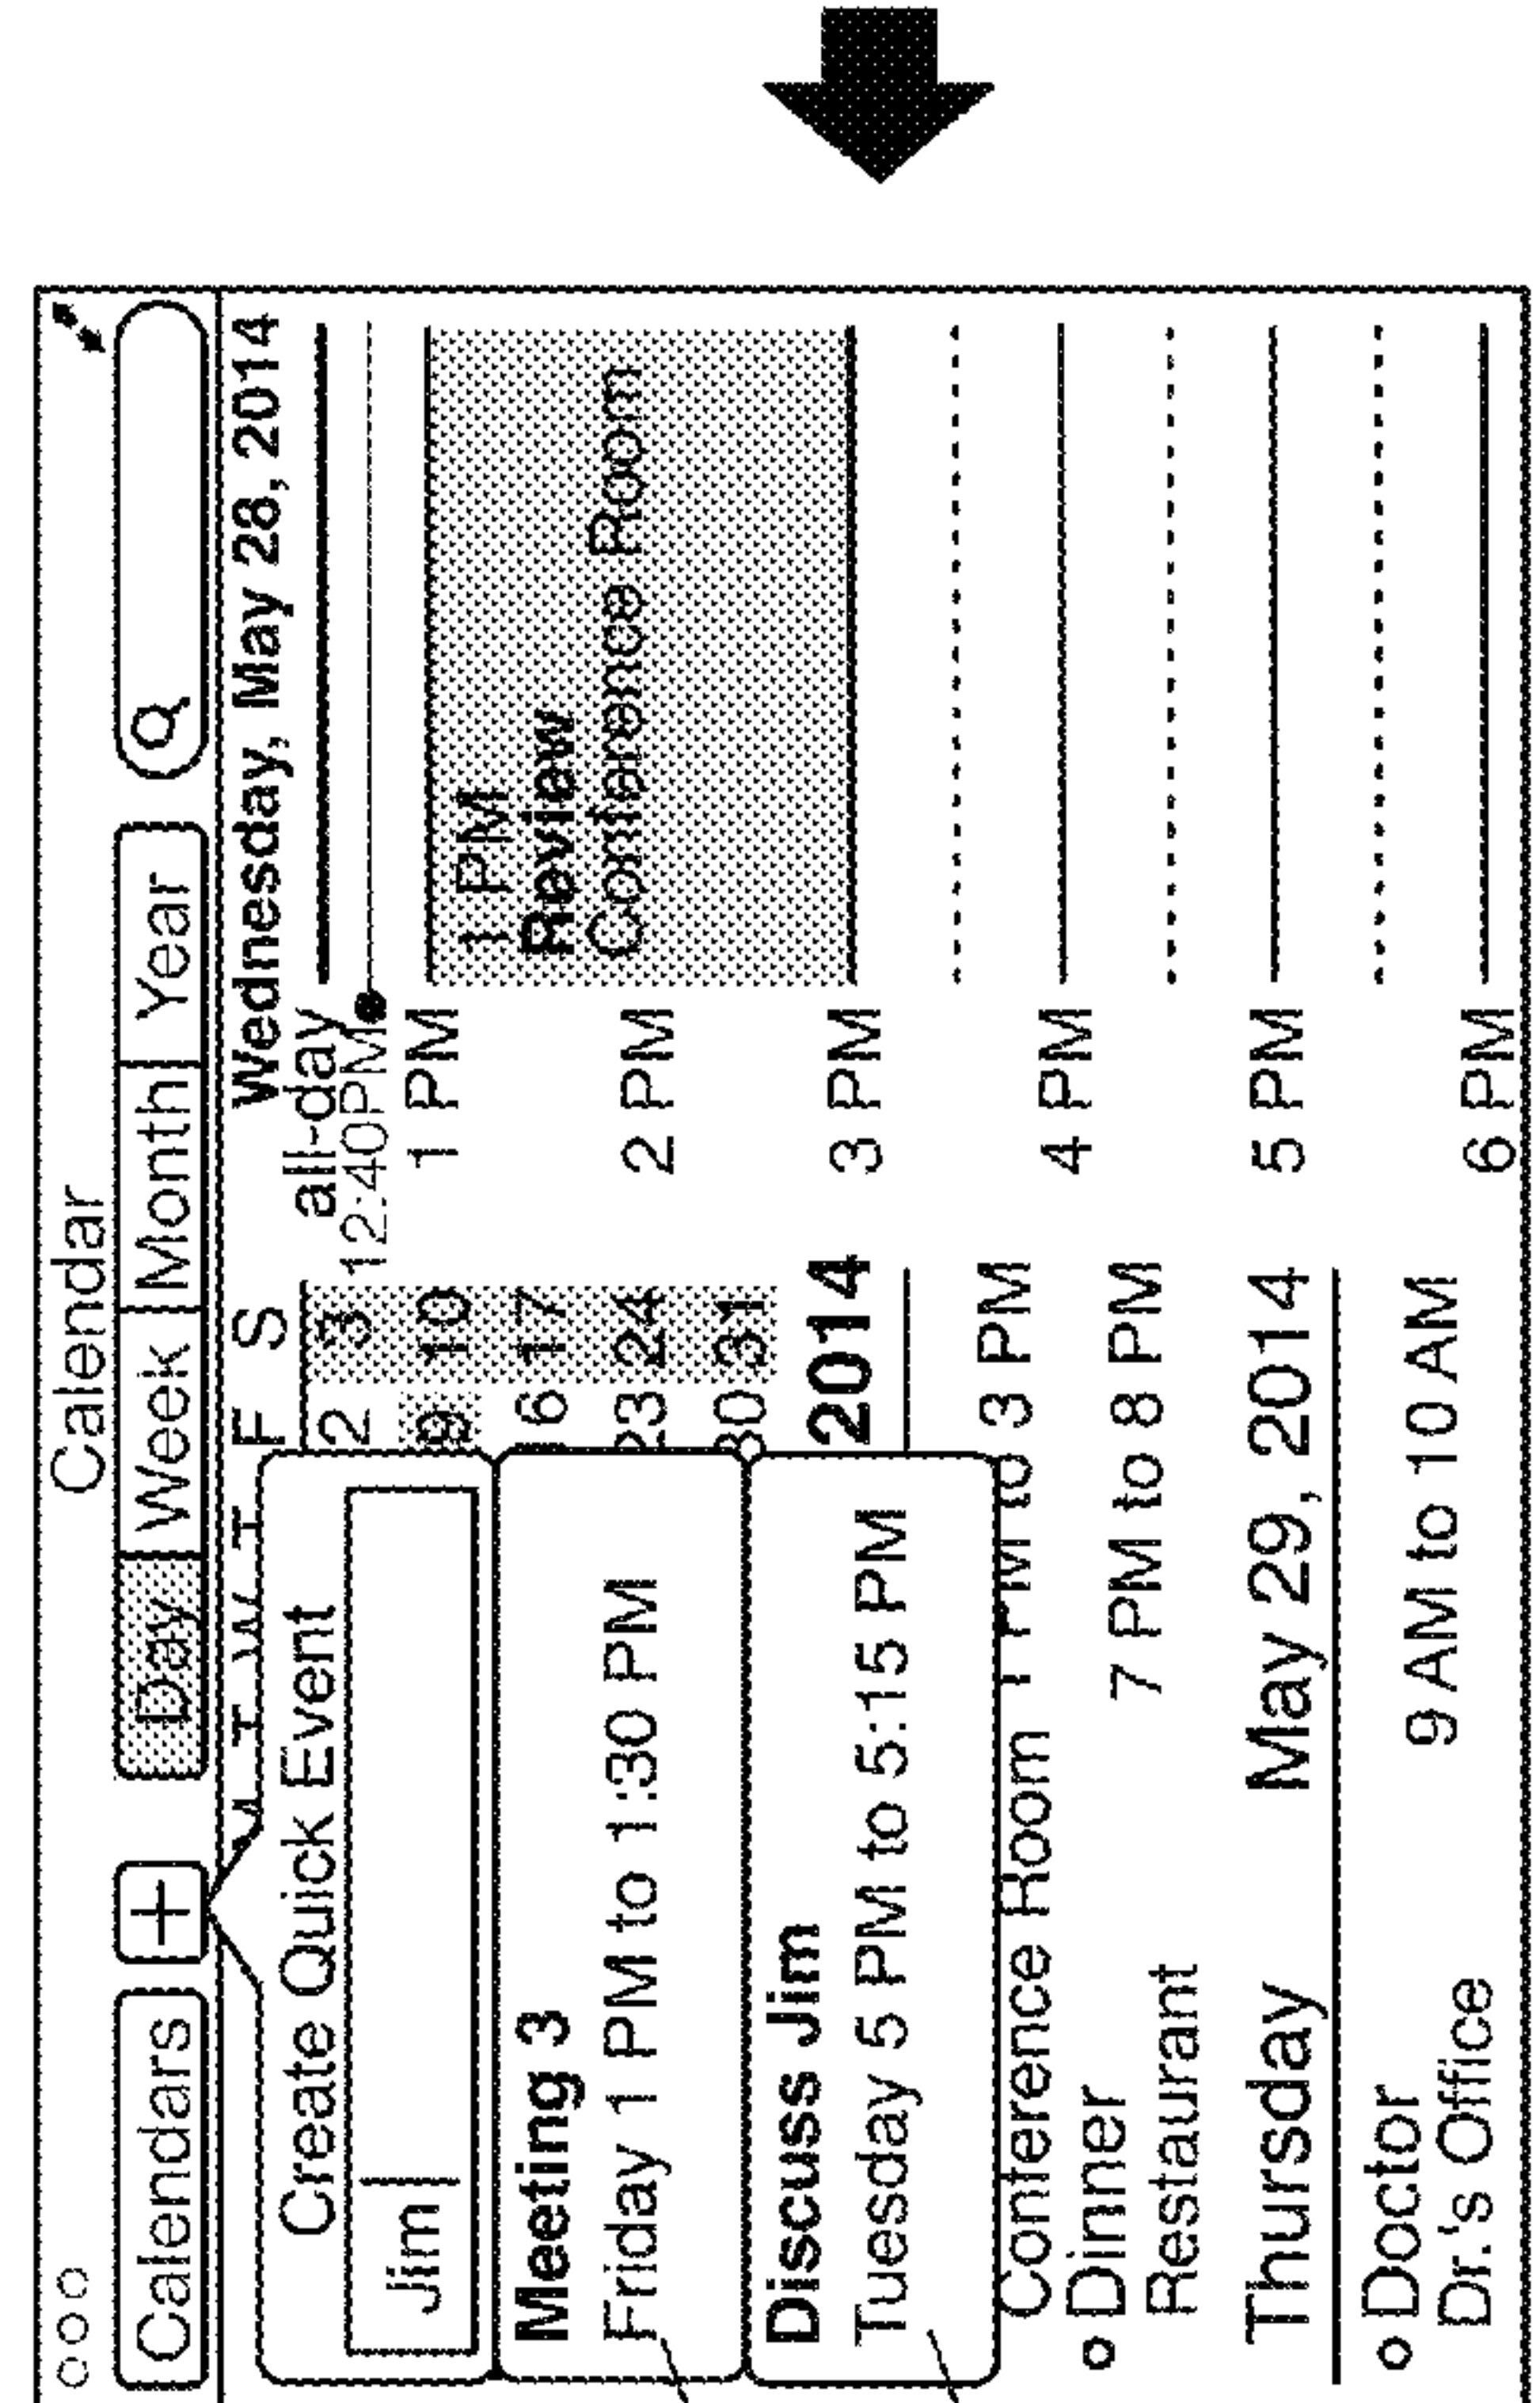 Calendar
Calendars + Day Week Month Year
Create Quick Event
Jim
Meeting 3
Friday 1 PM to 1:30 PM
Discuss Jim
Tuesday 5 PM to 5:15 PM
F S
2 3
9 10
16 17
23 24
30 31
2014
Conference Room 1 PM to 3 PM
Dinner 7 PM to 8 PM
Restaurant
Thursday May 29, 2014
Doctor 9 AM to 10 AM
Dr.'s Office
Wednesday, May 28, 2014
all-day
12:40PM
1 PM
1 PM
Review
Conference Room
2 PM
3 PM
4 PM
5 PM
6 PM